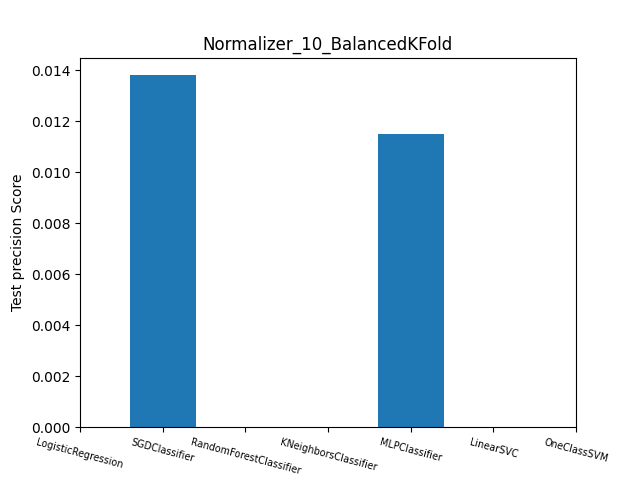 Normalizer_10_BalancedKFold
Test precision Score
0.014
0.012
0.010
0.008
0.006
0.004
0.002
0.000
LogisticRegression
SGDClassifier
RandomForestClassifier
KNeighborsClassifier
MLPClassifier
LinearSVC
OneClassSVM